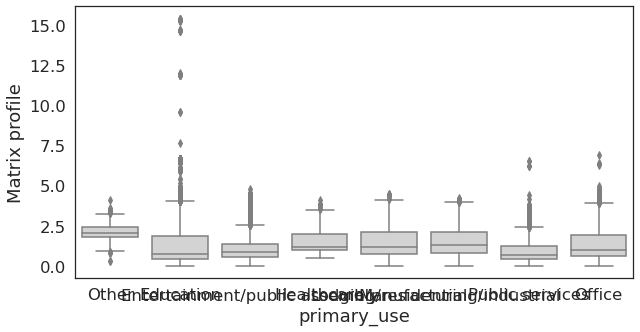 15.0
12.5
10.0
7.5
5.0
2.5
0.0
Matrix profile
Other Education Entertainment/public assembly Healthcare Lodging/residential Manufacturing/industrial Public services Office
primary_use